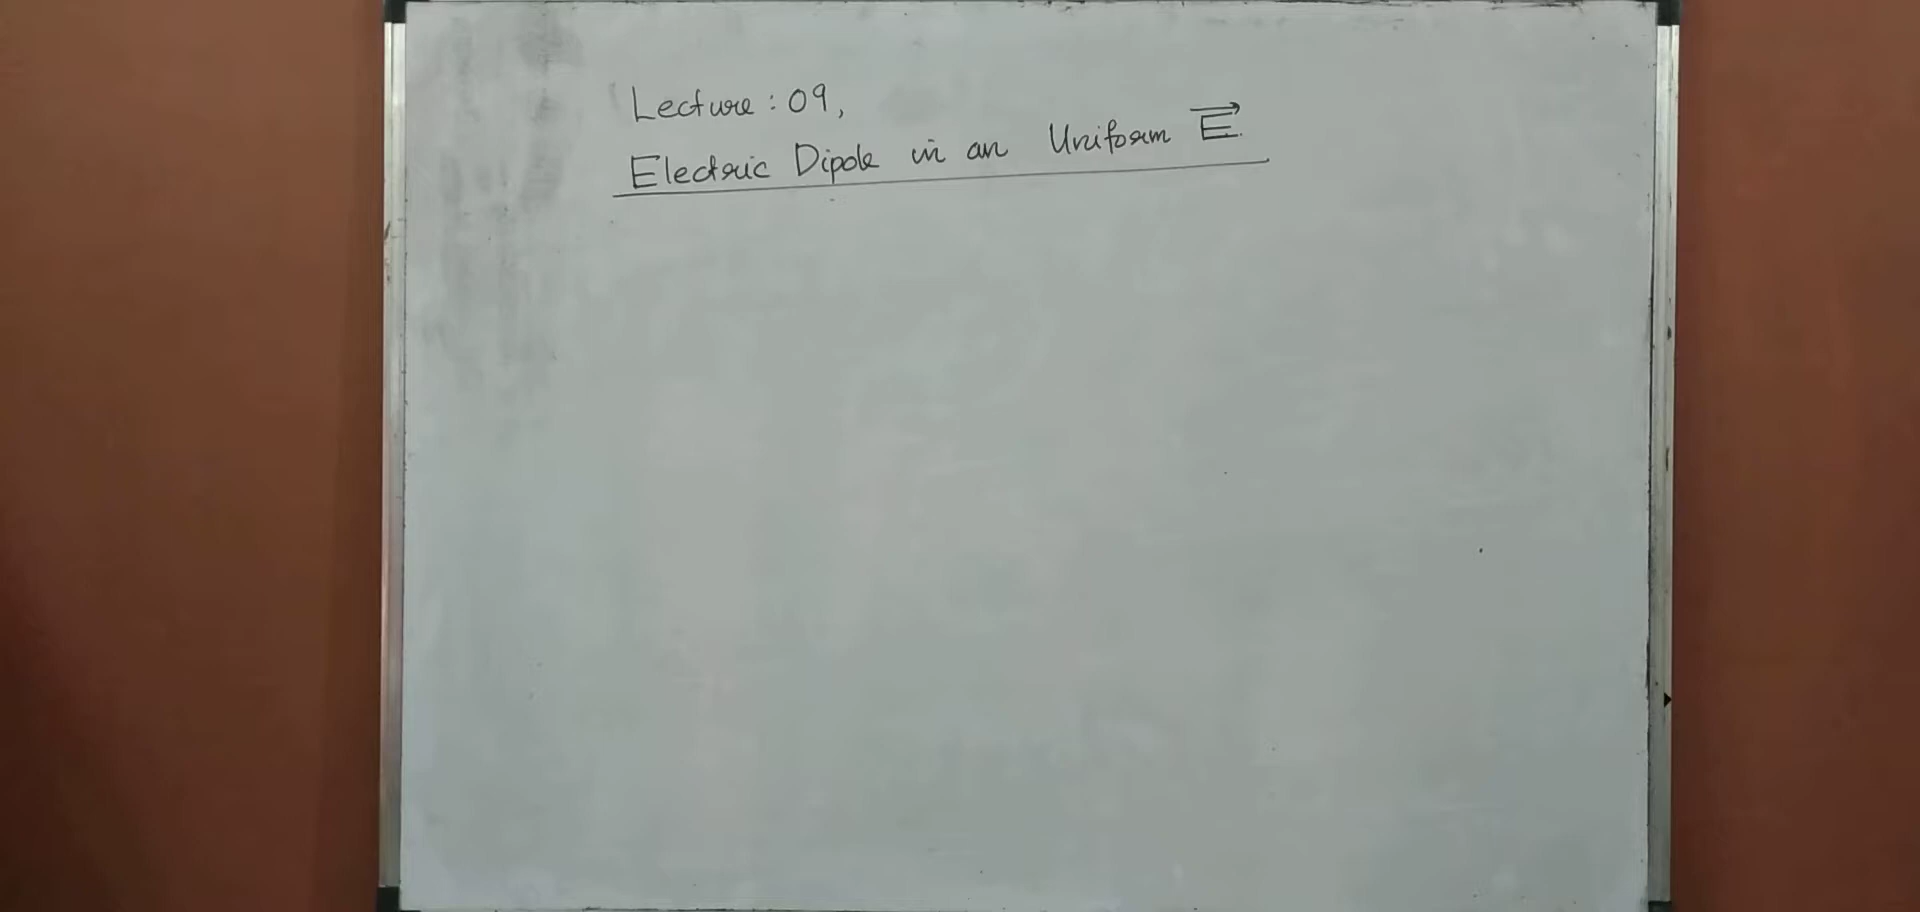 Lecture : 09,
Electric Dipole in an Uniform E⃗.